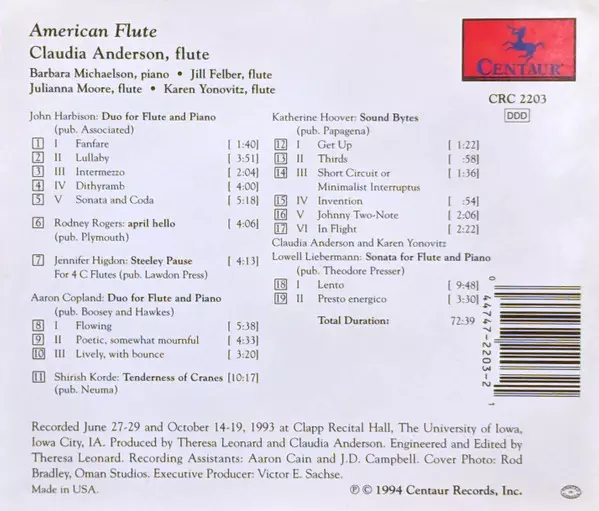 American Flute
Claudia Anderson, flute
Barbara Michaelson, piano • Jill Felber, flute
Julianna Moore, flute • Karen Yonovitz, flute
CENTAUR®
CRC 2203
DDD
John Harbison: Duo for Flute and Piano
(pub. Associated)
1 I Fanfare [ 1:40]
2 II Lullaby [ 3:51]
3 III Intermezzo [ 2:04]
4 IV Dithyramb [ 4:00]
5 V Sonata and Coda [ 5:18]
6 Rodney Rogers: april hello [ 4:06]
(pub. Plymouth)
7 Jennifer Higdon: Steeley Pause [ 4:13]
For 4 C Flutes (pub. Lawdon Press)
Aaron Copland: Duo for Flute and Piano
(pub. Boosey and Hawkes)
8 I Flowing [ 5:38]
9 II Poetic, somewhat mournful [ 4:33]
10 III Lively, with bounce [ 3:20]
11 Shirish Korde: Tenderness of Cranes [10:17]
(pub. Neuma)
Katherine Hoover: Sound Bytes
(pub. Papagena)
12 I Get Up [ 1:22]
13 II Thirds [ :58]
14 III Short Circuit or [ 1:36]
Minimalist Interruptus
15 IV Invention [ :54]
16 V Johnny Two-Note [ 2:06]
17 VI In Flight [ 2:22]
Claudia Anderson and Karen Yonovitz
Lowell Liebermann: Sonata for Flute and Piano
(pub. Theodore Presser)
18 I Lento [ 9:48]
19 II Presto energico [ 3:30]
Total Duration: 72:39
0 44747-2203-2 1
Recorded June 27-29 and October 14-19, 1993 at Clapp Recital Hall, The University of Iowa,
Iowa City, IA. Produced by Theresa Leonard and Claudia Anderson. Engineered and Edited by
Theresa Leonard. Recording Assistants: Aaron Cain and J.D. Campbell. Cover Photo: Rod
Bradley, Oman Studios. Executive Producer: Victor E. Sachse.
Made in USA.
℗ © 1994 Centaur Records, Inc.